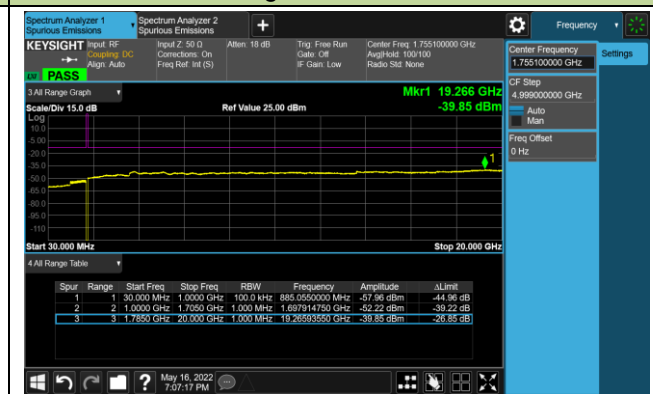 Spectrum Analyzer 1
Spurious Emissions
Spectrum Analyzer 2
Spurious Emissions
+
Frequency
KEYSIGHT
Input: RF
Coupling: DC
Align: Auto
Input Z: 50 Ω
Corrections: On
Freq Ref: Int (S)
Atten: 18 dB
Trig: Free Run
Gate: Off
IF Gain: Low
Center Freq: 1.755100000 GHz
Avg|Hold: 100/100
Radio Std: None
PASS
Center Frequency
1.755100000 GHz
Settings
CF Step
4.999000000 GHz
Auto
Man
Freq Offset
0 Hz
3 All Range Graph
Mkr1 19.266 GHz
Scale/Div 15.0 dB
Ref Value 25.00 dBm
-39.85 dBm
Log
10.0
-5.00
-20.0
-35.0
-50.0
-65.0
-80.0
-95.0
-110
1
Start 30.000 MHz
Stop 20.000 GHz
4 All Range Table
Spur Range Start Freq Stop Freq RBW Frequency Amplitude ΔLimit
1 1 30.000 MHz 1.0000 GHz 100.0 kHz 885.0550000 MHz -57.96 dBm -44.96 dB
2 2 1.0000 GHz 1.7050 GHz 1.000 MHz 1.697914750 GHz -52.22 dBm -39.22 dB
3 3 1.7850 GHz 20.000 GHz 1.000 MHz 19.26593550 GHz -39.85 dBm -26.85 dB
?
May 16, 2022
7:07:17 PM